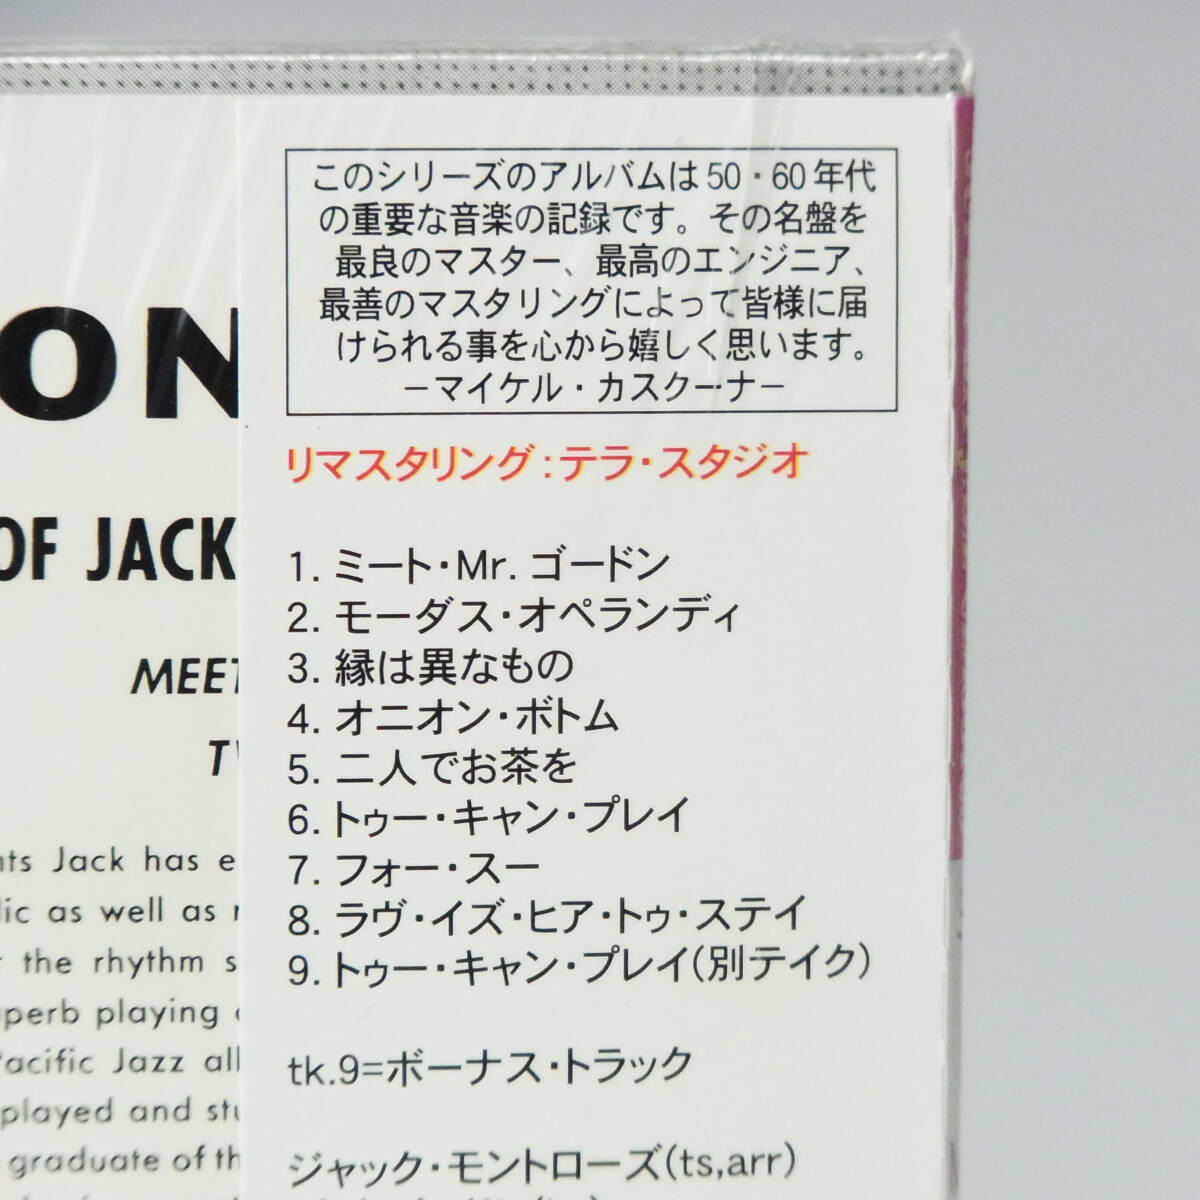 このシリーズのアルバムは50・60年代
の重要な音楽の記録です。その名盤を
最良のマスター、最高のエンジニア、
最善のマスタリングによって皆様に届
けられる事を心から嬉しく思います。
−マイケル・カスクーナ−
リマスタリング:テラ・スタジオ
1. ミート・Mr. ゴードン
2. モーダス・オペランディ
3. 縁は異なもの
4. オニオン・ボトム
5. 二人でお茶を
6. トゥー・キャン・プレイ
7. フォー・スー
8. ラヴ・イズ・ヒア・トゥ・ステイ
9. トゥー・キャン・プレイ(別テイク)
tk.9=ボーナス・トラック
ジャック・モントローズ(ts,arr)
ON
OF JACK
MEET
Jack has e
as well as
the rhythm s
playing
Pacific Jazz all
played and stu
graduate of th